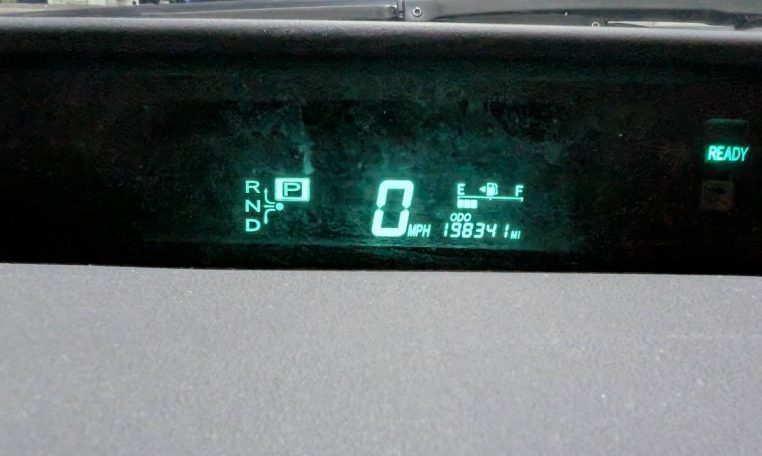 READY
R P
N
D
0 MPH
E F
ODO
198341 MI